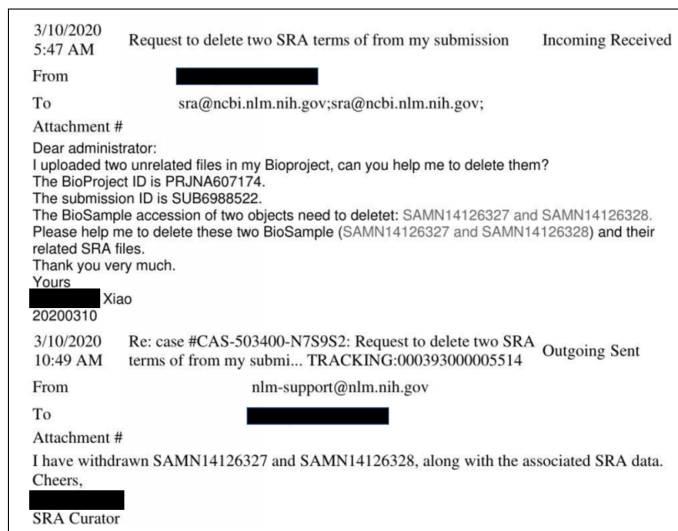 3/10/2020
5:47 AM
Request to delete two SRA terms of from my submission
Incoming Received
From
To
sra@ncbi.nlm.nih.gov;sra@ncbi.nlm.nih.gov;
Attachment #
Dear administrator:
I uploaded two unrelated files in my Bioproject, can you help me to delete them?
The BioProject ID is PRJNA607174.
The submission ID is SUB6988522.
The BioSample accession of two objects need to deletet: SAMN14126327 and SAMN14126328.
Please help me to delete these two BioSample (SAMN14126327 and SAMN14126328) and their
related SRA files.
Thank you very much.
Yours
Xiao
20200310
3/10/2020
10:49 AM
Re: case #CAS-503400-N7S9S2: Request to delete two SRA
terms of from my submi... TRACKING:000393000005514
Outgoing Sent
From
nlm-support@nlm.nih.gov
To
Attachment #
I have withdrawn SAMN14126327 and SAMN14126328, along with the associated SRA data.
Cheers,
SRA Curator